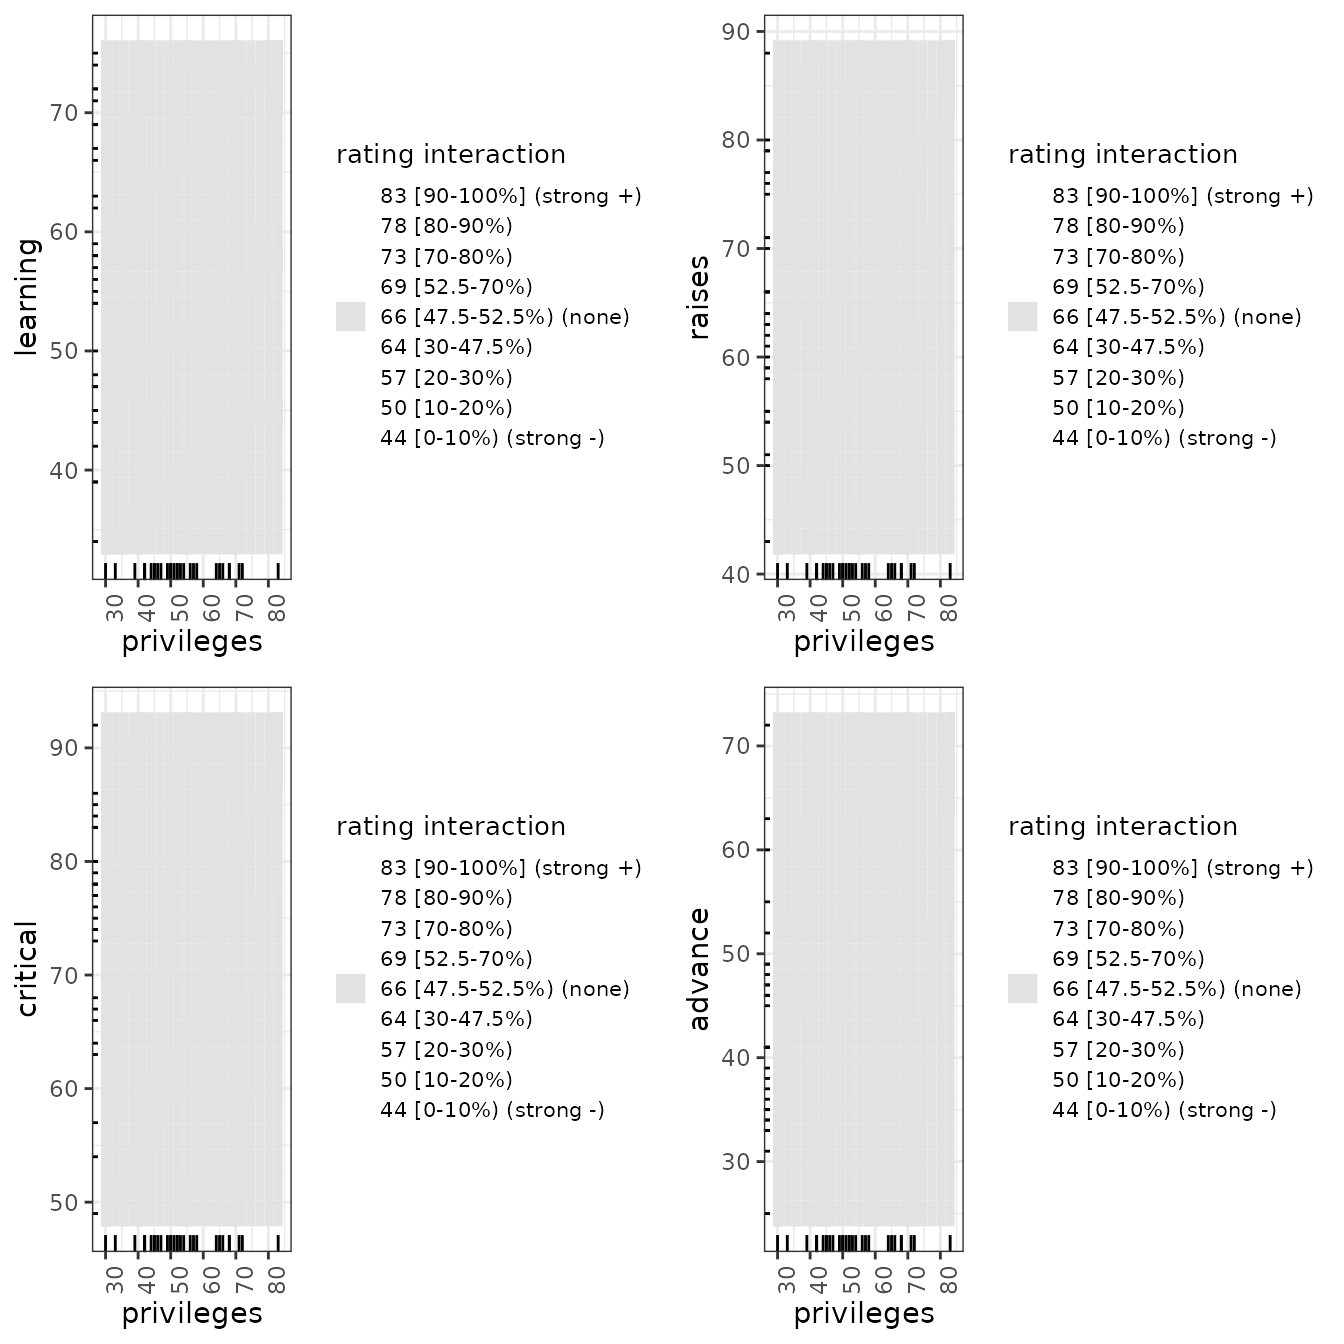 learning
70
60
50
40
30
40
50
60
70
80
privileges
rating interaction
83 [90-100%] (strong +)
78 [80-90%)
73 [70-80%)
69 [52.5-70%)
66 [47.5-52.5%) (none)
64 [30-47.5%)
57 [20-30%)
50 [10-20%)
44 [0-10%) (strong -)
raises
90
80
70
60
50
40
30
40
50
60
70
80
privileges
rating interaction
83 [90-100%] (strong +)
78 [80-90%)
73 [70-80%)
69 [52.5-70%)
66 [47.5-52.5%) (none)
64 [30-47.5%)
57 [20-30%)
50 [10-20%)
44 [0-10%) (strong -)
critical
90
80
70
60
50
30
40
50
60
70
80
privileges
rating interaction
83 [90-100%] (strong +)
78 [80-90%)
73 [70-80%)
69 [52.5-70%)
66 [47.5-52.5%) (none)
64 [30-47.5%)
57 [20-30%)
50 [10-20%)
44 [0-10%) (strong -)
advance
70
60
50
40
30
30
40
50
60
70
80
privileges
rating interaction
83 [90-100%] (strong +)
78 [80-90%)
73 [70-80%)
69 [52.5-70%)
66 [47.5-52.5%) (none)
64 [30-47.5%)
57 [20-30%)
50 [10-20%)
44 [0-10%) (strong -)